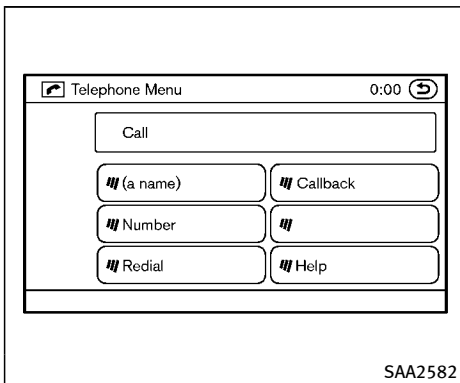 Telephone Menu 0:00
Call
(a name) Callback
Number
Redial Help
SAA2582